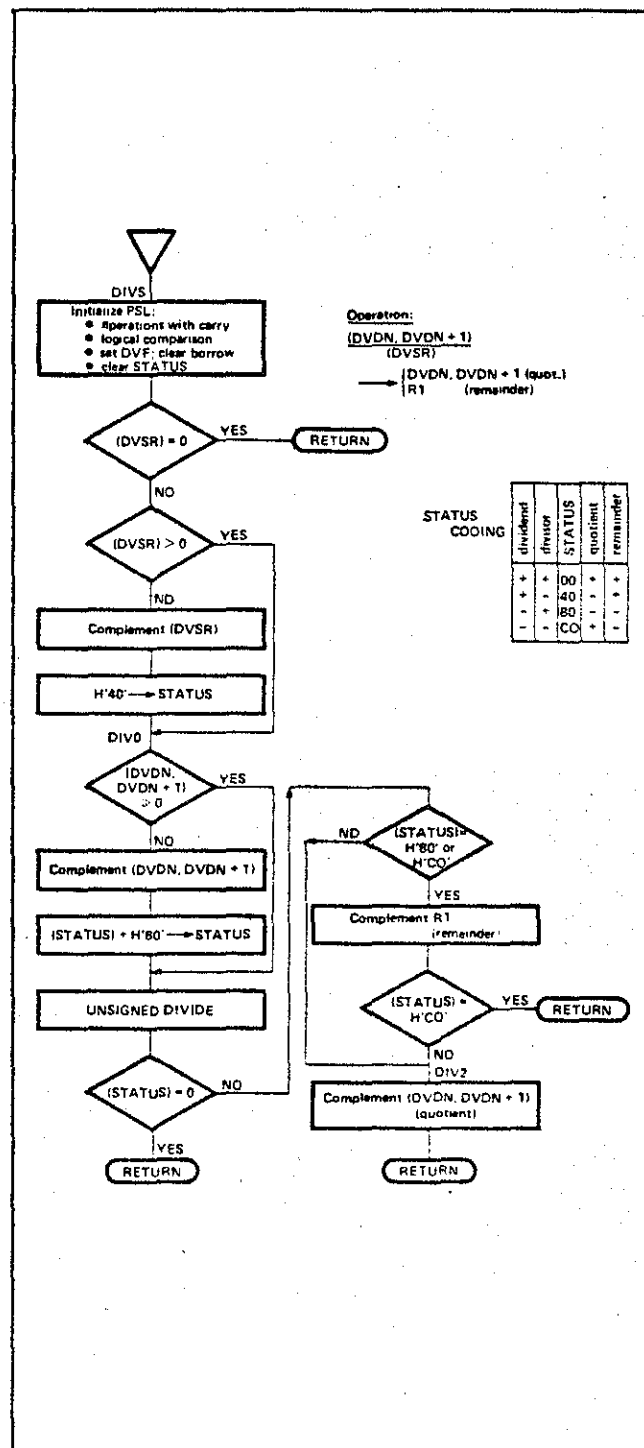 DIVS
Initialize PSL:
• operations with carry
• logical comparison
• set OVF; clear borrow
• clear STATUS
Operation:
(DVDN, DVDN + 1)
(DVSR)
DVDN, DVDN + 1 (quot.)
R1 (remainder)
(DVSR) = 0
YES
RETURN
NO
(DVSR) > 0
YES
NO
Complement (DVSR)
H'40' → STATUS
DIV0
STATUS
CODING
dividend divisor STATUS quotient remainder
+ + 00 + +
+ - 40 - +
- + 80 - -
- - C0 + -
(DVDN,
DVDN + 1)
> 0
YES
NO
Complement (DVDN, DVDN + 1)
(STATUS) + H'80' → STATUS
UNSIGNED DIVIDE
(STATUS) = 0
NO
YES
RETURN
(STATUS)=
H'80' or
H'C0'
NO
YES
Complement R1
(remainder)
(STATUS) =
H'C0'
YES
RETURN
NO
DIV2
Complement (DVDN, DVDN + 1)
(quotient)
RETURN